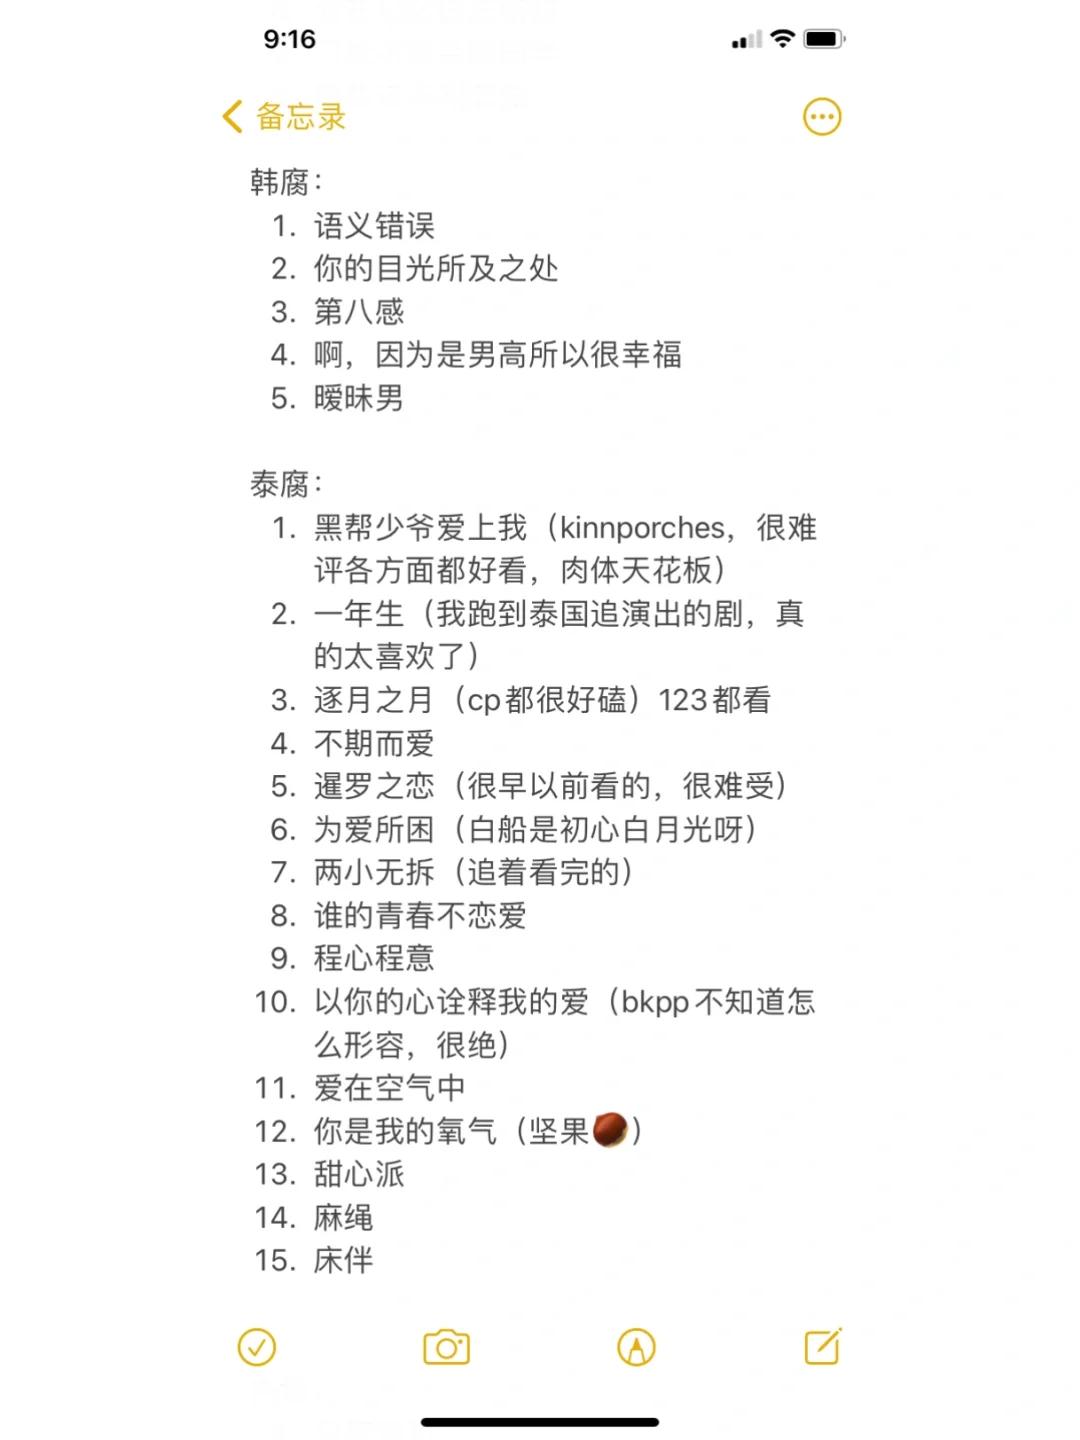 9:16
备忘录
韩腐：
1. 语义错误
2. 你的目光所及之处
3. 第八感
4. 啊，因为是男高所以很幸福
5. 暧昧男
泰腐：
1. 黑帮少爷爱上我（kinnporches，很难
评各方面都好看，肉体天花板）
2. 一年生（我跑到泰国追演出的剧，真
的太喜欢了）
3. 逐月之月（cp都很好磕）123都看
4. 不期而爱
5. 暹罗之恋（很早以前看的，很难受）
6. 为爱所困（白船是初心白月光呀）
7. 两小无拆（追着看完的）
8. 谁的青春不恋爱
9. 程心程意
10. 以你的心诠释我的爱（bkpp不知道怎
么形容，很绝）
11. 爱在空气中
12. 你是我的氧气（坚果🌰）
13. 甜心派
14. 麻绳
15. 床伴